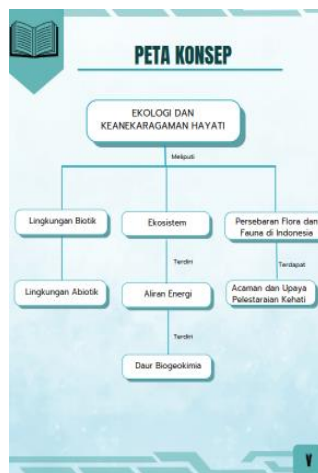 PETA KONSEP
EKOLOGI DAN
KEANEKARAGAMAN HAYATI
Meliputi
Lingkungan Biotik
Ekosistem
Persebaran Flora dan
Fauna di Indonesia
Terdiri
Terdapat
Lingkungan Abiotik
Aliran Energi
Acaman dan Upaya
Pelestaraian Kehati
Terdiri
Daur Biogeokimia
V